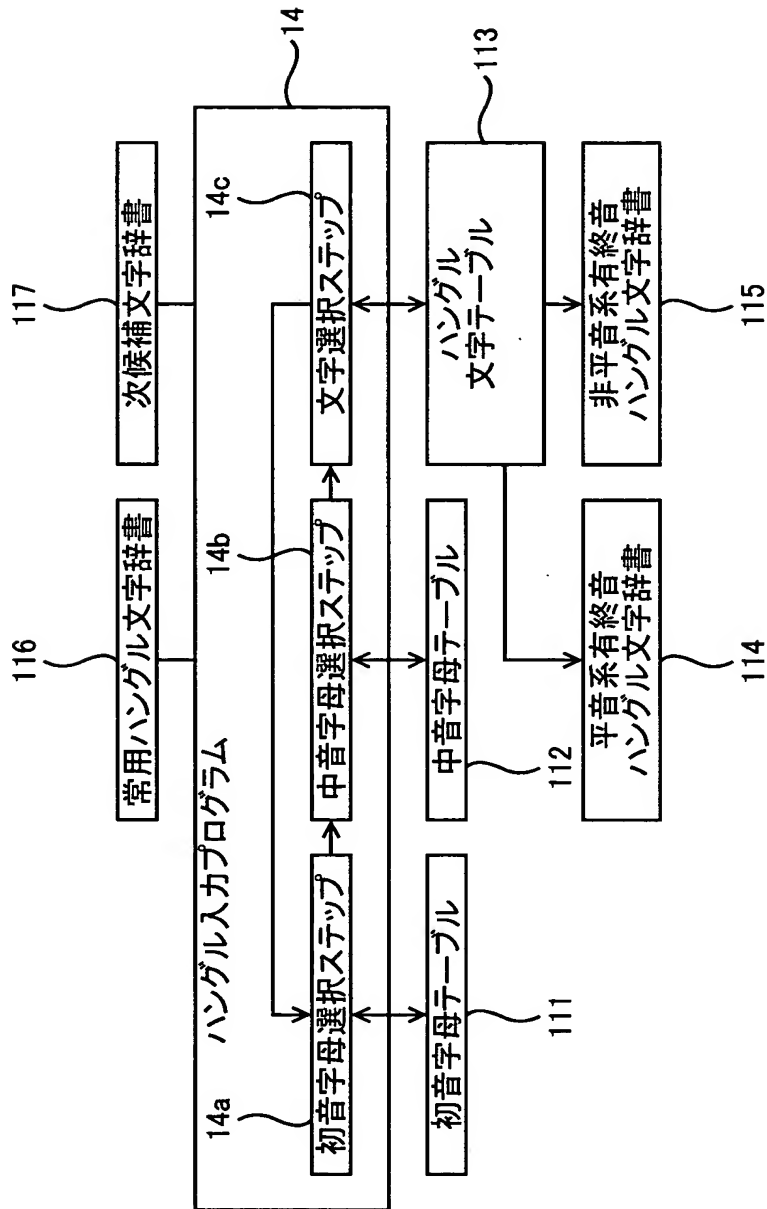 116
117
常用ハングル文字辞書
次候補文字辞書
ハングル入力プログラム
14
14a
14b
14c
初音字母選択ステップ
中音字母選択ステップ
文字選択ステップ
初音字母テーブル
中音字母テーブル
ハングル
文字テーブル
111
112
113
平音系有終音
ハングル文字辞書
非平音系有終音
ハングル文字辞書
114
115